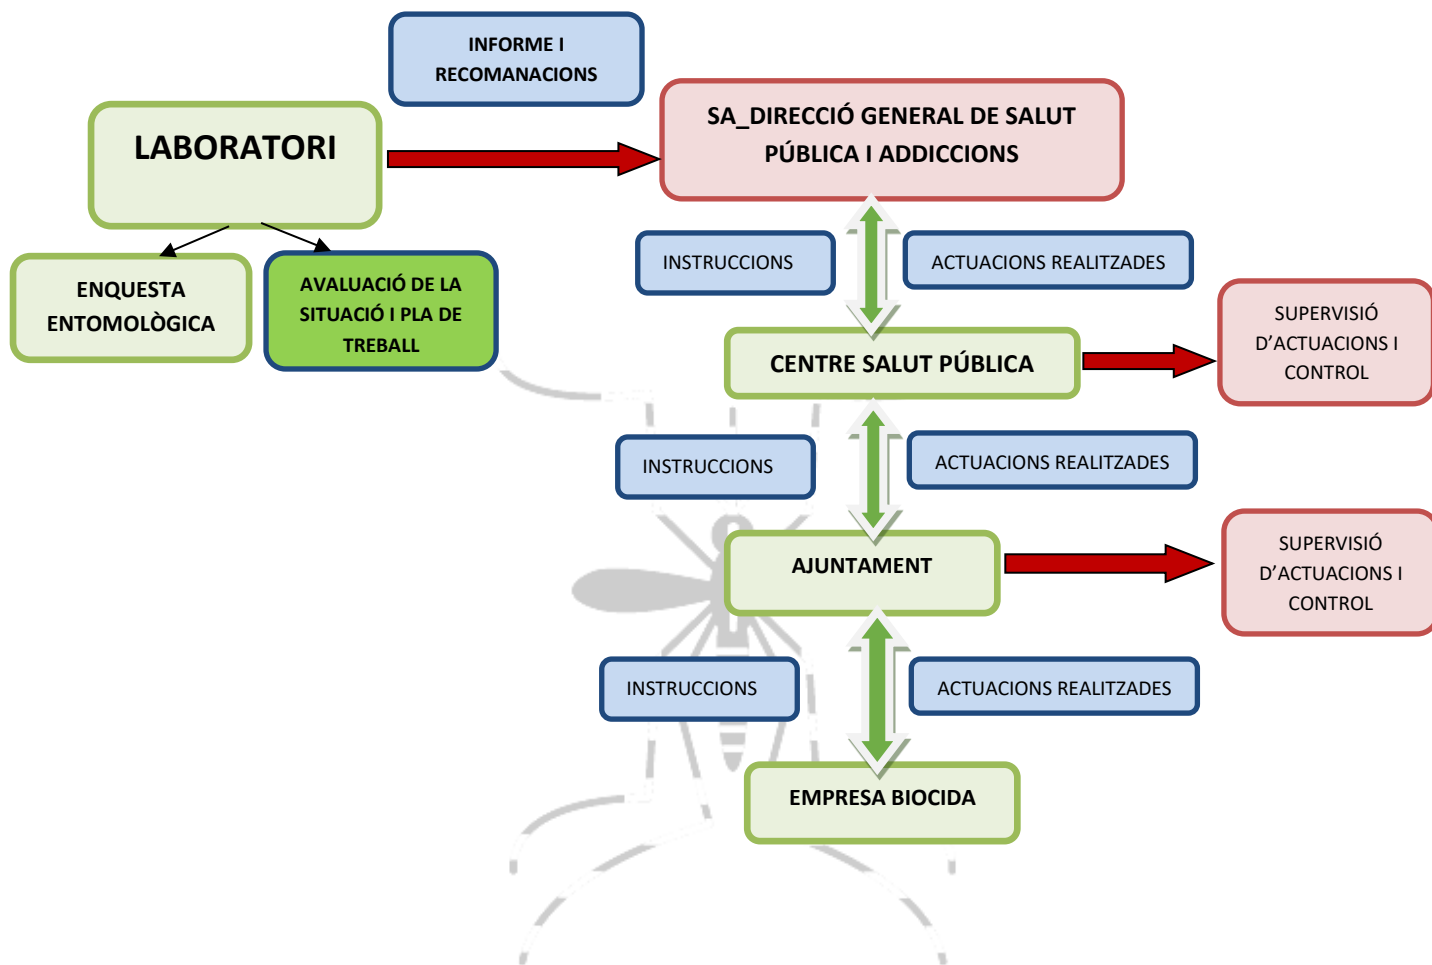 INFORME I
RECOMANACIONS
LABORATORI
SA_DIRECCIÓ GENERAL DE SALUT
PÚBLICA I ADDICCIONS
ENQUESTA
ENTOMOLÒGICA
AVALUACIÓ DE LA
SITUACIÓ I PLA DE
TREBALL
INSTRUCCIONS
ACTUACIONS REALITZADES
CENTRE SALUT PÚBLICA
SUPERVISIÓ
D’ACTUACIONS I
CONTROL
INSTRUCCIONS
ACTUACIONS REALITZADES
AJUNTAMENT
SUPERVISIÓ
D’ACTUACIONS I
CONTROL
INSTRUCCIONS
ACTUACIONS REALITZADES
EMPRESA BIOCIDA